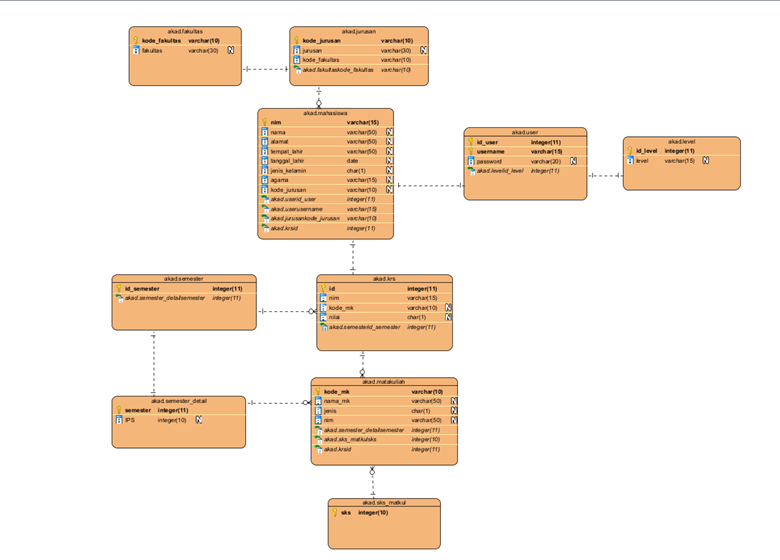 akad.fakultas
kode_fakultas varchar(10)
fakultas varchar(30) N
akad.jurusan
kode_jurusan varchar(10)
jurusan varchar(30) N
kode_fakultas varchar(10)
akad.fakultaskode_fakultas varchar(10)
akad.mahasiswa
nim varchar(15)
nama varchar(50) N
alamat varchar(50) N
tempat_lahir varchar(50) N
tanggal_lahir date N
jenis_kelamin char(1) N
agama varchar(15) N
kode_jurusan varchar(10) N
akad.userid_user integer(11)
akad.userusername varchar(15)
akad.jurusankode_jurusan varchar(10)
akad.krsid integer(11)
akad.user
id_user integer(11)
username varchar(15)
password varchar(20) N
akad.levelid_level integer(11)
akad.level
id_level integer(11)
level varchar(15) N
akad.semester
id_semester integer(11)
akad.semester_detailsemester integer(11)
akad.krs
id integer(11)
nim varchar(15)
kode_mk varchar(10) N
nilai char(1) N
akad.semesterid_semester integer(11)
akad.semester_detail
semester integer(11)
IPS integer(10) N
akad.matakuliah
kode_mk varchar(10)
nama_mk varchar(50) N
jenis char(1) N
nim varchar(50) N
akad.semester_detailsemester integer(11)
akad.sks_matkulsks integer(10)
akad.krsid integer(11)
akad.sks_matkul
sks integer(10)